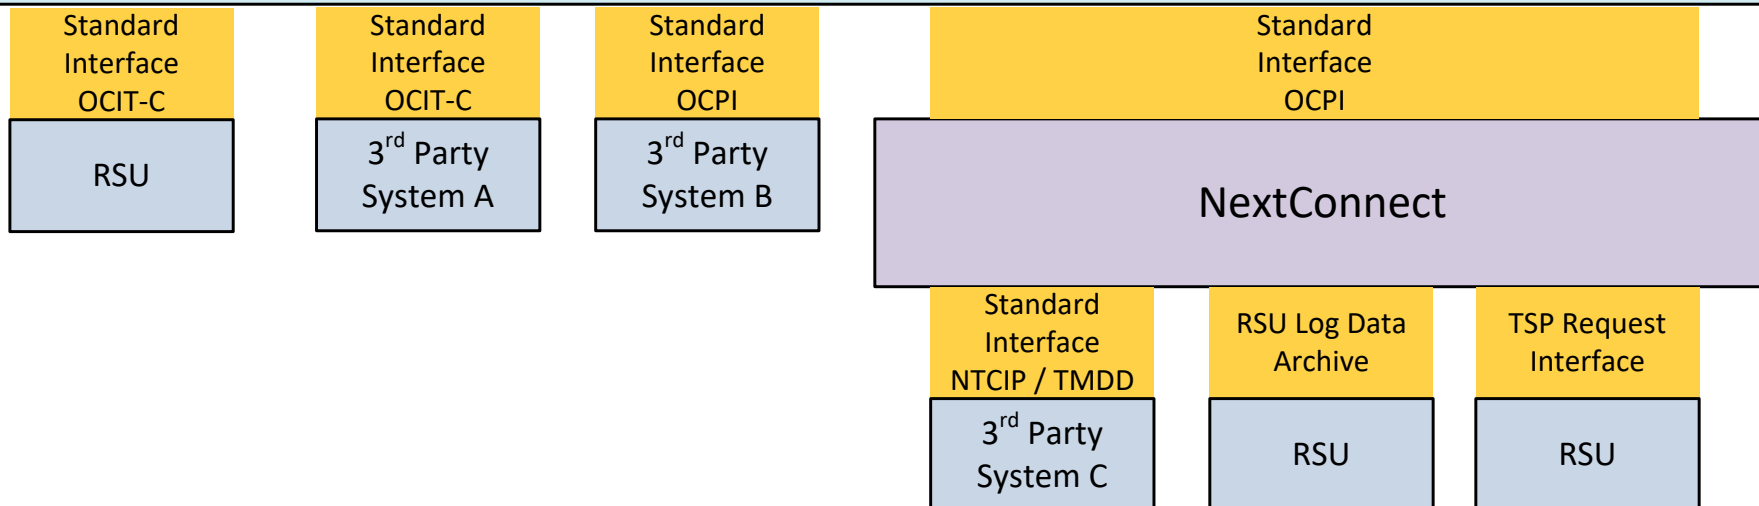 Standard
Interface
OCIT-C
RSU
Standard
Interface
OCIT-C
3rd Party
System A
Standard
Interface
OCPI
3rd Party
System B
Standard
Interface
OCPI
NextConnect
Standard
Interface
NTCIP / TMDD
3rd Party
System C
RSU Log Data
Archive
RSU
TSP Request
Interface
RSU